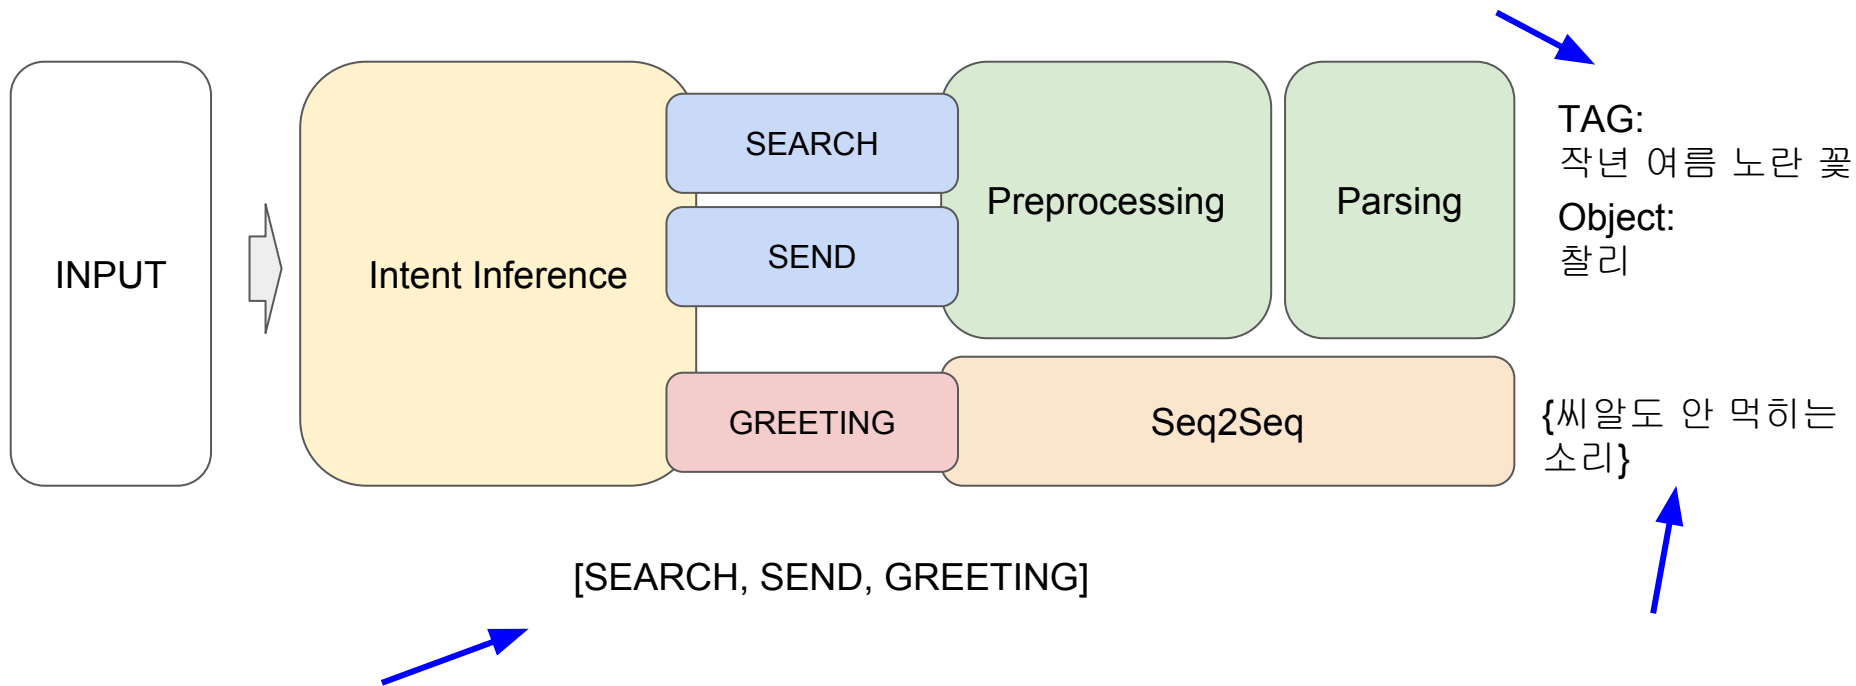 INPUT
Intent Inference
SEARCH
SEND
GREETING
Preprocessing
Parsing
Seq2Seq
TAG:
작년 여름 노란 꽃
Object:
찰리
{씨알도 안 먹히는
소리}
[SEARCH, SEND, GREETING]